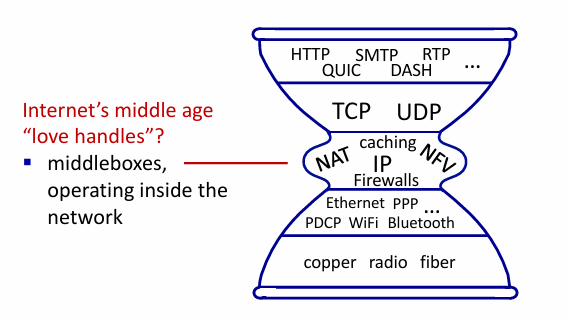 Internet's middle age
"love handles"?
▪ middleboxes,
operating inside the
network
HTTP SMTP RTP
QUIC DASH ...
TCP UDP
caching
NAT IP NFV
Firewalls
Ethernet PPP ...
PDCP WiFi Bluetooth
copper radio fiber